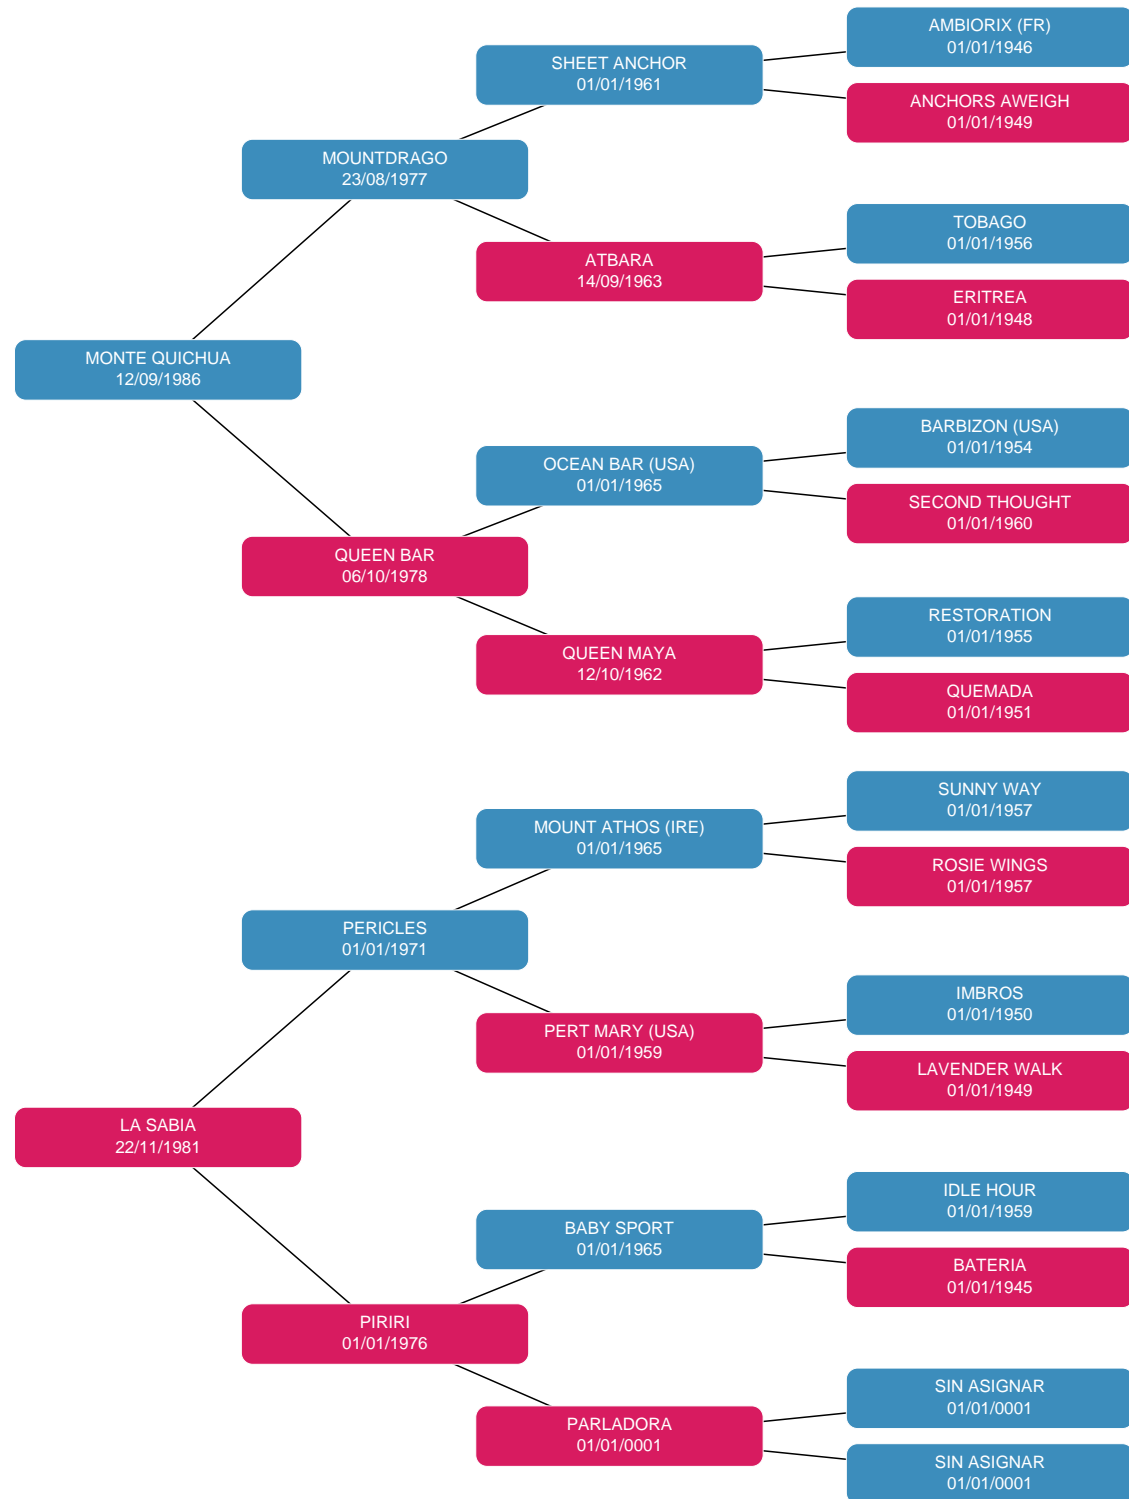 AMBIORIX (FR)
01/01/1946
SHEET ANCHOR
01/01/1961
ANCHORS AWEIGH
01/01/1949
MOUNTDRAGO
23/08/1977
TOBAGO
01/01/1956
ATBARA
14/09/1963
ERITREA
01/01/1948
MONTE QUICHUA
12/09/1986
BARBIZON (USA)
01/01/1954
OCEAN BAR (USA)
01/01/1965
SECOND THOUGHT
01/01/1960
QUEEN BAR
06/10/1978
RESTORATION
01/01/1955
QUEEN MAYA
12/10/1962
QUEMADA
01/01/1951
SUNNY WAY
01/01/1957
MOUNT ATHOS (IRE)
01/01/1965
ROSIE WINGS
01/01/1957
PERICLES
01/01/1971
IMBROS
01/01/1950
PERT MARY (USA)
01/01/1959
LAVENDER WALK
01/01/1949
LA SABIA
22/11/1981
IDLE HOUR
01/01/1959
BABY SPORT
01/01/1965
BATERIA
01/01/1945
PIRIRI
01/01/1976
SIN ASIGNAR
01/01/0001
PARLADORA
01/01/0001
SIN ASIGNAR
01/01/0001